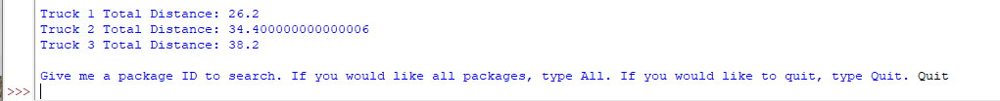 Truck 1 Total Distance: 26.2
Truck 2 Total Distance: 34.400000000000006
Truck 3 Total Distance: 38.2
Give me a package ID to search. If you would like all packages, type All. If you would like to quit, type Quit. Quit
>>>